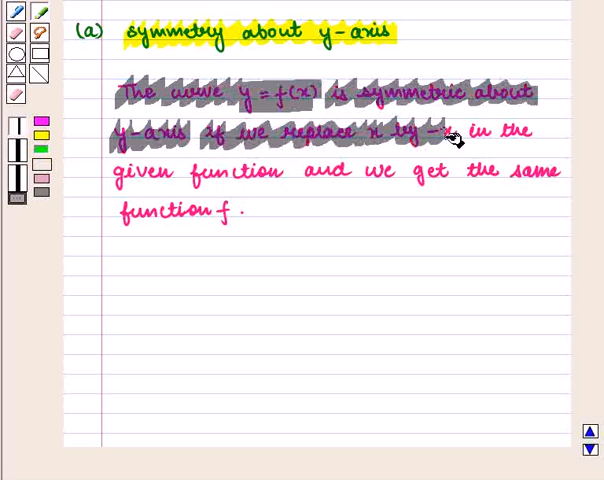 (a) symmetry about y-axis
The curve y = f(x) is symmetric about
y-axis if we replace x by -x in the
given function and we get the same
function f.